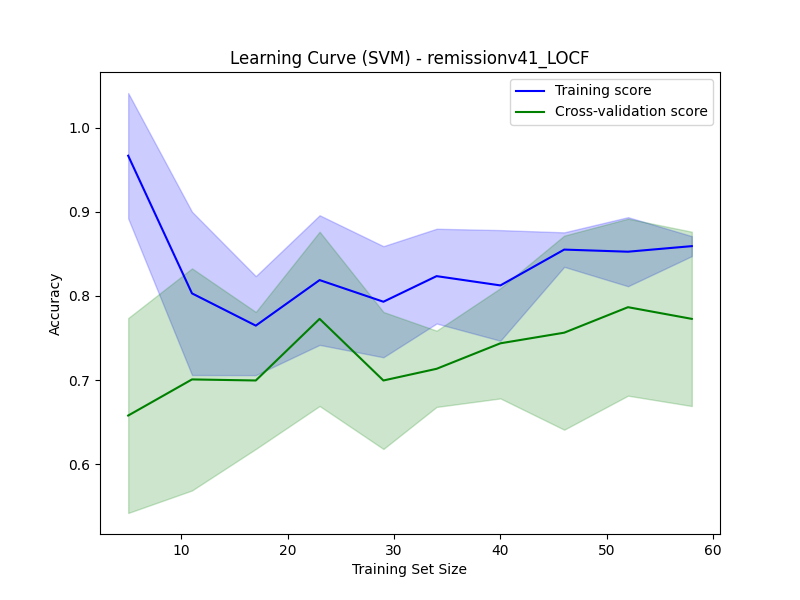 Learning Curve (SVM) - remissionv41_LOCF
Training score
Cross-validation score
1.0
0.9
0.8
0.7
0.6
Accuracy
10 20 30 40 50 60
Training Set Size